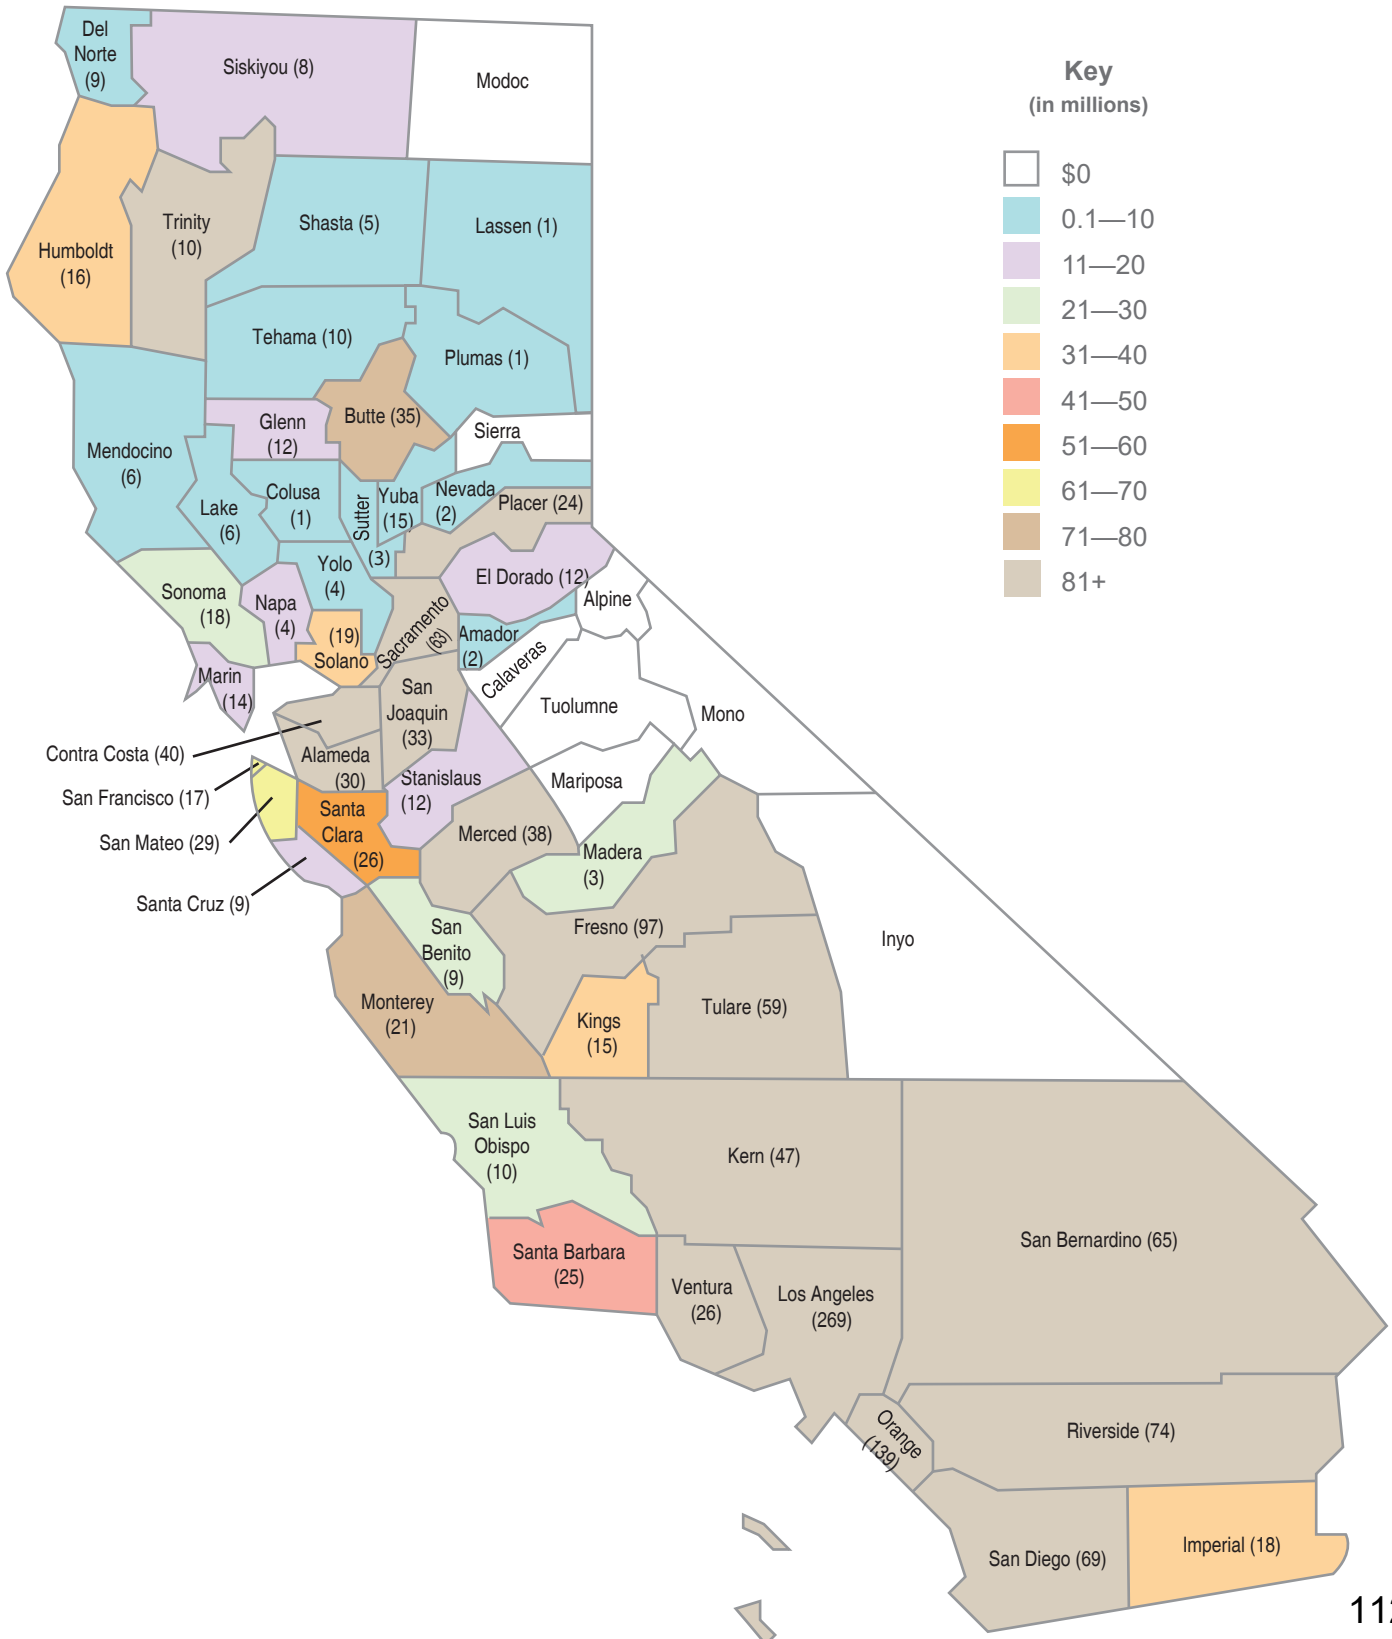 Del
Norte
(9)
Siskiyou (8)
Modoc
Key
(in millions)
$0
0.1—10
11—20
21—30
31—40
41—50
51—60
61—70
71—80
81+
Humboldt
(16)
Trinity
(10)
Shasta (5)
Lassen (1)
Tehama (10)
Plumas (1)
Butte (35)
Glenn
(12)
Sierra
Mendocino
(6)
Lake
(6)
Colusa
(1)
Sutter
(3)
Yuba
(15)
Nevada
(2)
Placer (24)
Yolo
(4)
El Dorado (12)
Sonoma
(18)
Napa
(4)
(19)
Solano
Sacramento
(63)
Amador
(2)
Alpine
Calaveras
Marin
(14)
San
Joaquin
(33)
Tuolumne
Mono
Contra Costa (40)
Alameda
(30)
Stanislaus
(12)
Mariposa
San Francisco (17)
San Mateo (29)
Santa
Clara
(26)
Merced (38)
Madera
(3)
Santa Cruz (9)
San
Benito
(9)
Fresno (97)
Inyo
Monterey
(21)
Kings
(15)
Tulare (59)
San Luis
Obispo
(10)
Kern (47)
San Bernardino (65)
Santa Barbara
(25)
Ventura
(26)
Los Angeles
(269)
Orange
(139)
Riverside (74)
San Diego (69)
Imperial (18)